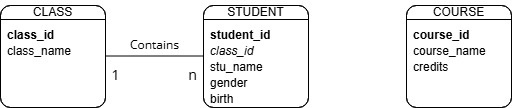 CLASS
class_id
class_name
Contains
1
n
STUDENT
student_id
class_id
stu_name
gender
birth
COURSE
course_id
course_name
credits